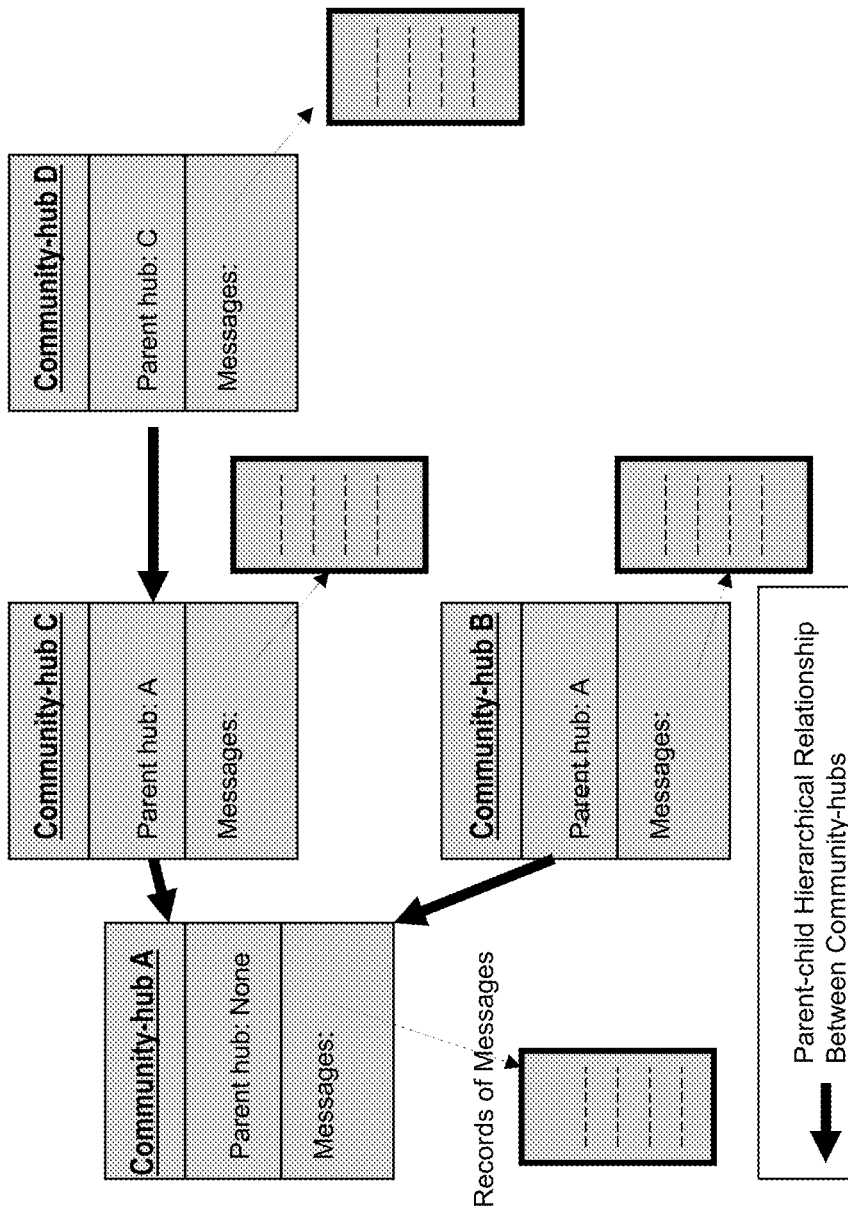 Community-hub A
Parent hub: None
Messages:
Records of Messages
Community-hub C
Parent hub: A
Messages:
Community-hub B
Parent hub: A
Messages:
Community-hub D
Parent hub: C
Messages:
Parent-child Hierarchical Relationship
Between Community-hubs